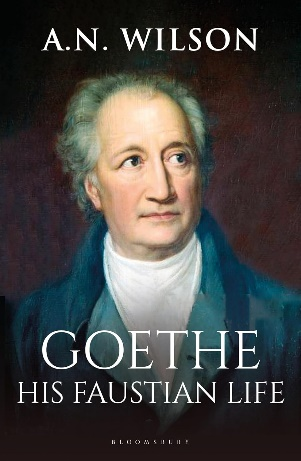 A.N. WILSON
GOETHE
HIS FAUSTIAN LIFE
BLOOMSBURY